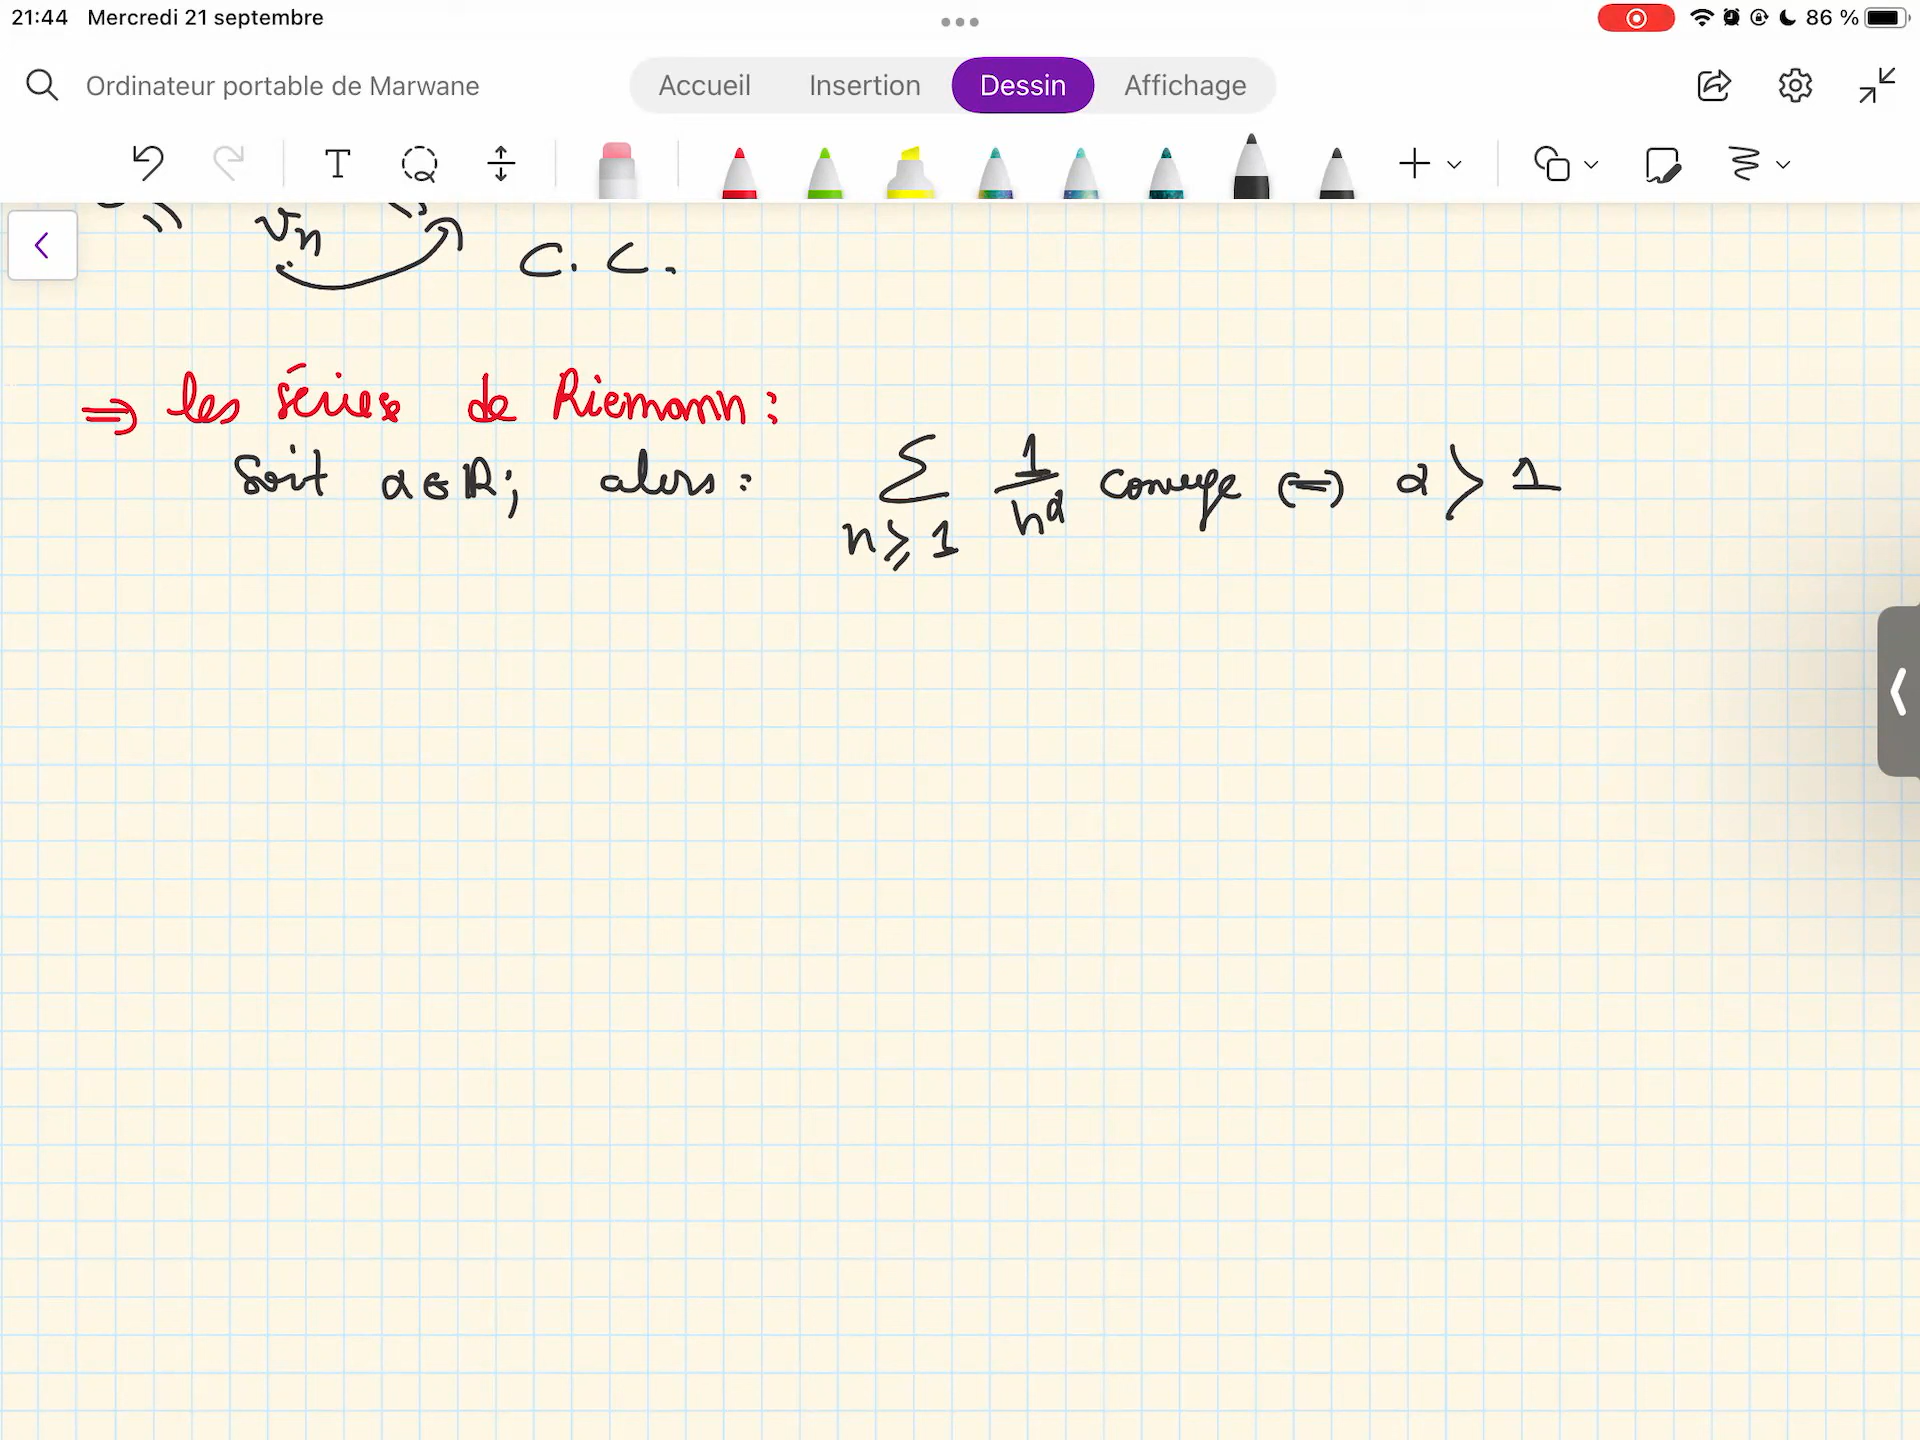 21:44 Mercredi 21 septembre 86 %
Ordinateur portable de Marwane Accueil Insertion Dessin Affichage
T
Vn
C. C.
⇒ les séries de Riemann :
Soit α ∈ ℝ; alors : ∑ 1/n^α converge (=) α > 1
n ⩾ 1